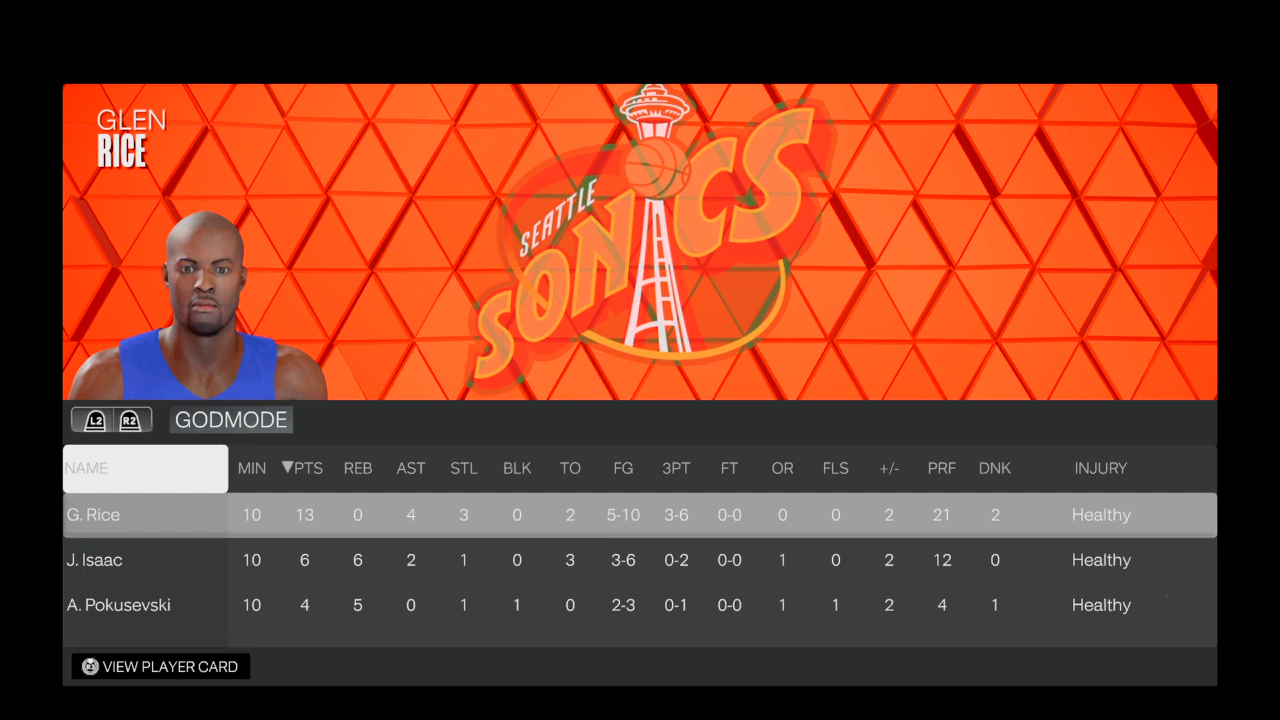 GLEN
RICE
SEATTLE
SONICS
L2 R2 GODMODE
NAME MIN ▼PTS REB AST STL BLK TO FG 3PT FT OR FLS +/- PRF DNK INJURY
G. Rice 10 13 0 4 3 0 2 5-10 3-6 0-0 0 0 2 21 2 Healthy
J. Isaac 10 6 6 2 1 0 3 3-6 0-2 0-0 1 0 2 12 0 Healthy
A. Pokusevski 10 4 5 0 1 1 0 2-3 0-1 0-0 1 1 2 4 1 Healthy
VIEW PLAYER CARD